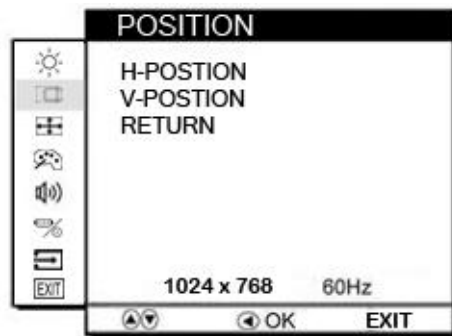 POSITION
H-POSTION
V-POSTION
RETURN
1024 x 768 60Hz
EXIT
OK EXIT